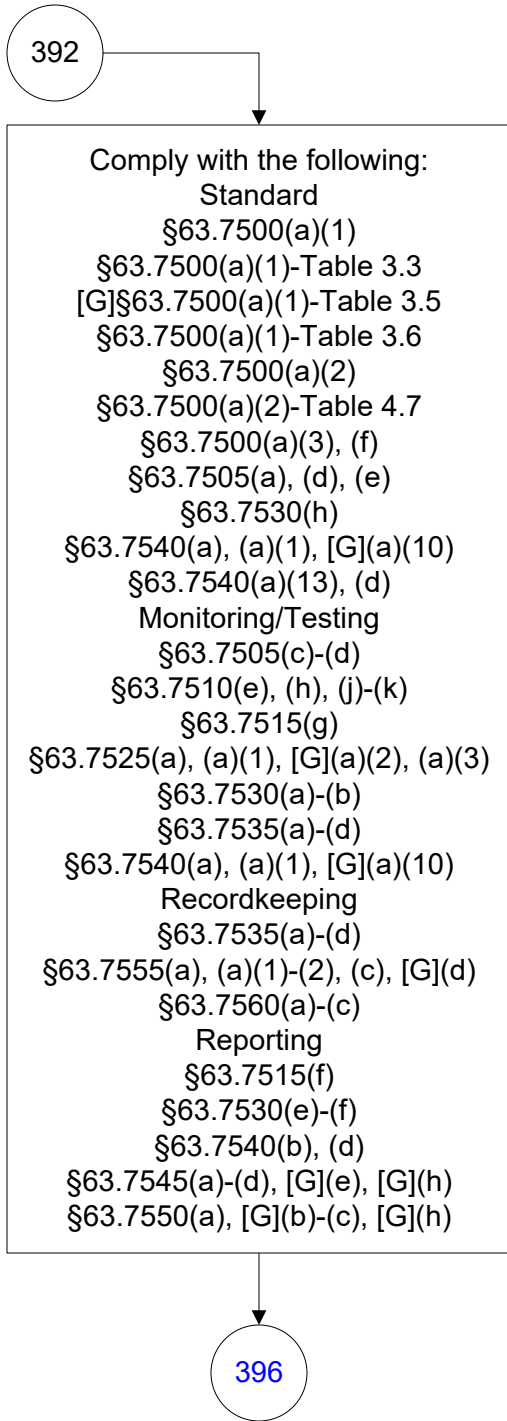 392
Comply with the following:
Standard
§63.7500(a)(1)
§63.7500(a)(1)-Table 3.3
[G]§63.7500(a)(1)-Table 3.5
§63.7500(a)(1)-Table 3.6
§63.7500(a)(2)
§63.7500(a)(2)-Table 4.7
§63.7500(a)(3), (f)
§63.7505(a), (d), (e)
§63.7530(h)
§63.7540(a), (a)(1), [G](a)(10)
§63.7540(a)(13), (d)
Monitoring/Testing
§63.7505(c)-(d)
§63.7510(e), (h), (j)-(k)
§63.7515(g)
§63.7525(a), (a)(1), [G](a)(2), (a)(3)
§63.7530(a)-(b)
§63.7535(a)-(d)
§63.7540(a), (a)(1), [G](a)(10)
Recordkeeping
§63.7535(a)-(d)
§63.7555(a), (a)(1)-(2), (c), [G](d)
§63.7560(a)-(c)
Reporting
§63.7515(f)
§63.7530(e)-(f)
§63.7540(b), (d)
§63.7545(a)-(d), [G](e), [G](h)
§63.7550(a), [G](b)-(c), [G](h)
396